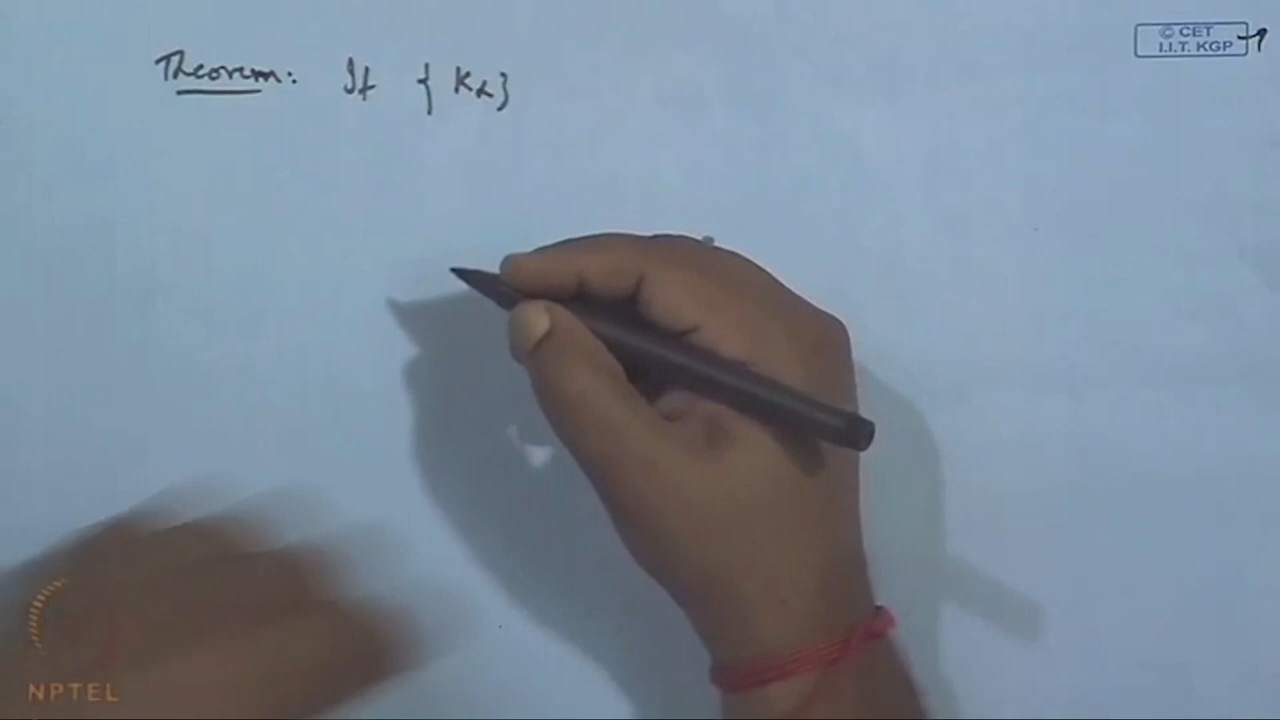 Theorem: If { Kα}
© CET
I.I.T. KGP
NPTEL